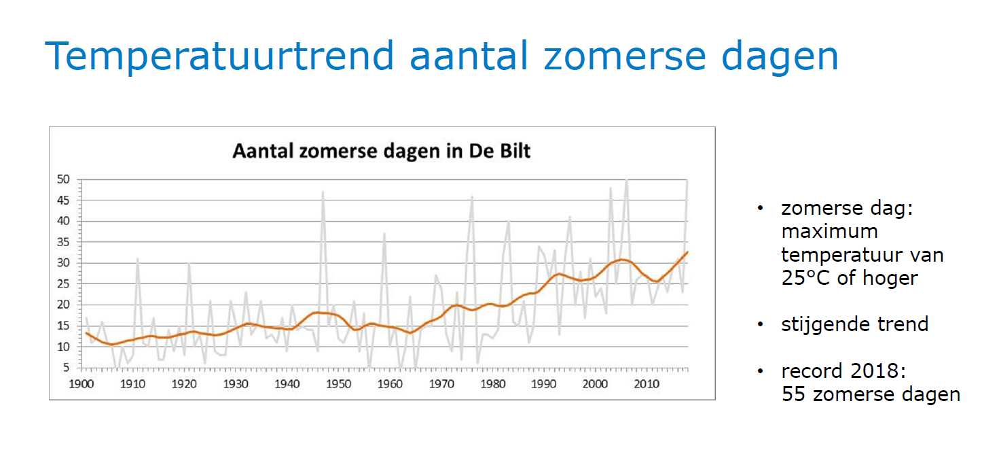 Temperatuurtrend aantal zomerse dagen
Aantal zomerse dagen in De Bilt
50
45
40
35
30
25
20
15
10
5
1900 1910 1920 1930 1940 1950 1960 1970 1980 1990 2000 2010
• zomerse dag:
maximum
temperatuur van
25°C of hoger
• stijgende trend
• record 2018:
55 zomerse dagen